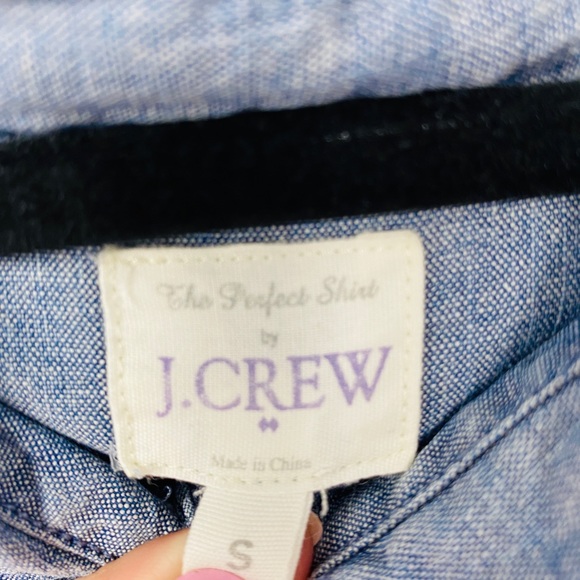 The Perfect Shirt
by
J.CREW
Made in China
S